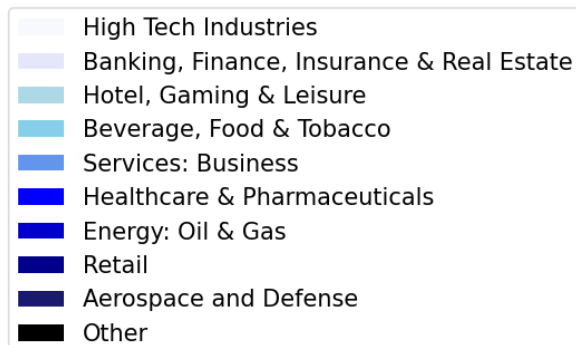 High Tech Industries
Banking, Finance, Insurance & Real Estate
Hotel, Gaming & Leisure
Beverage, Food & Tobacco
Services: Business
Healthcare & Pharmaceuticals
Energy: Oil & Gas
Retail
Aerospace and Defense
Other